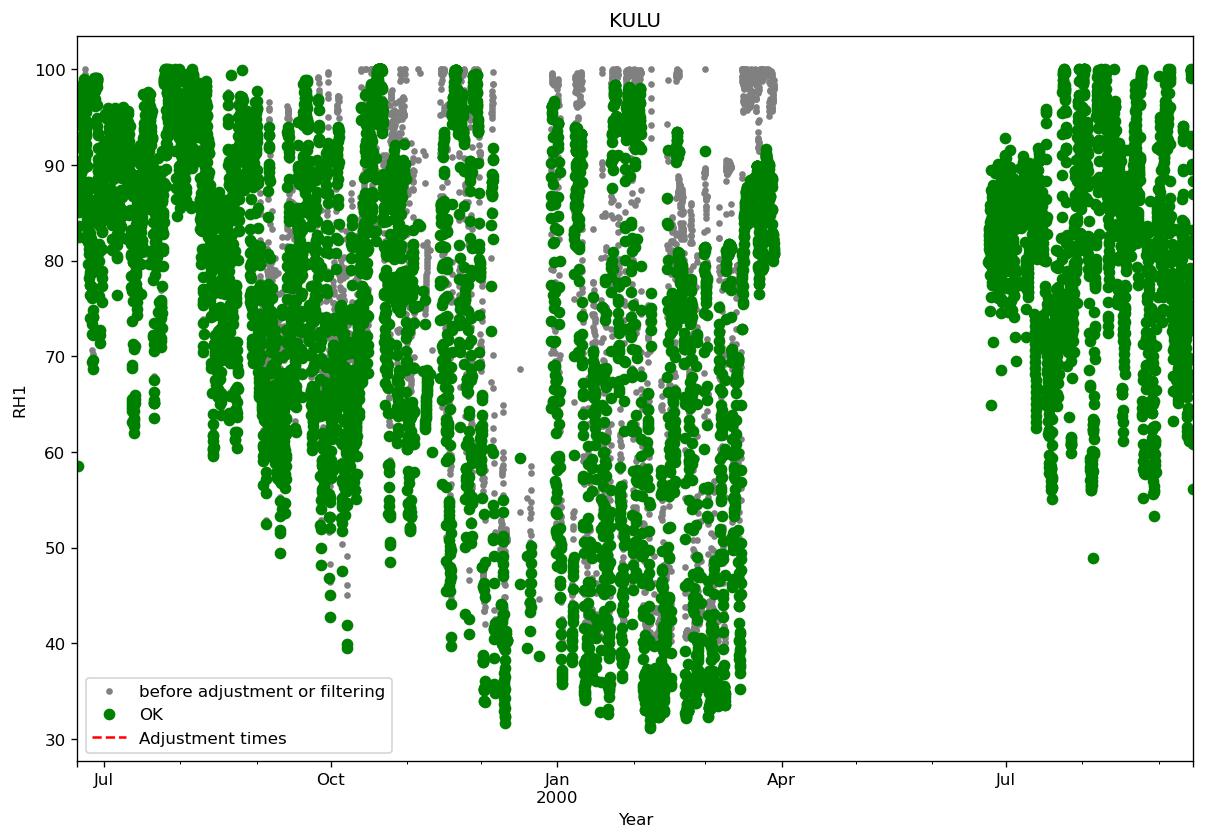 KULU
100
90
80
70
60
50
40
30
RH1
before adjustment or filtering
OK
Adjustment times
Jul
Oct
Jan
2000
Apr
Jul
Year